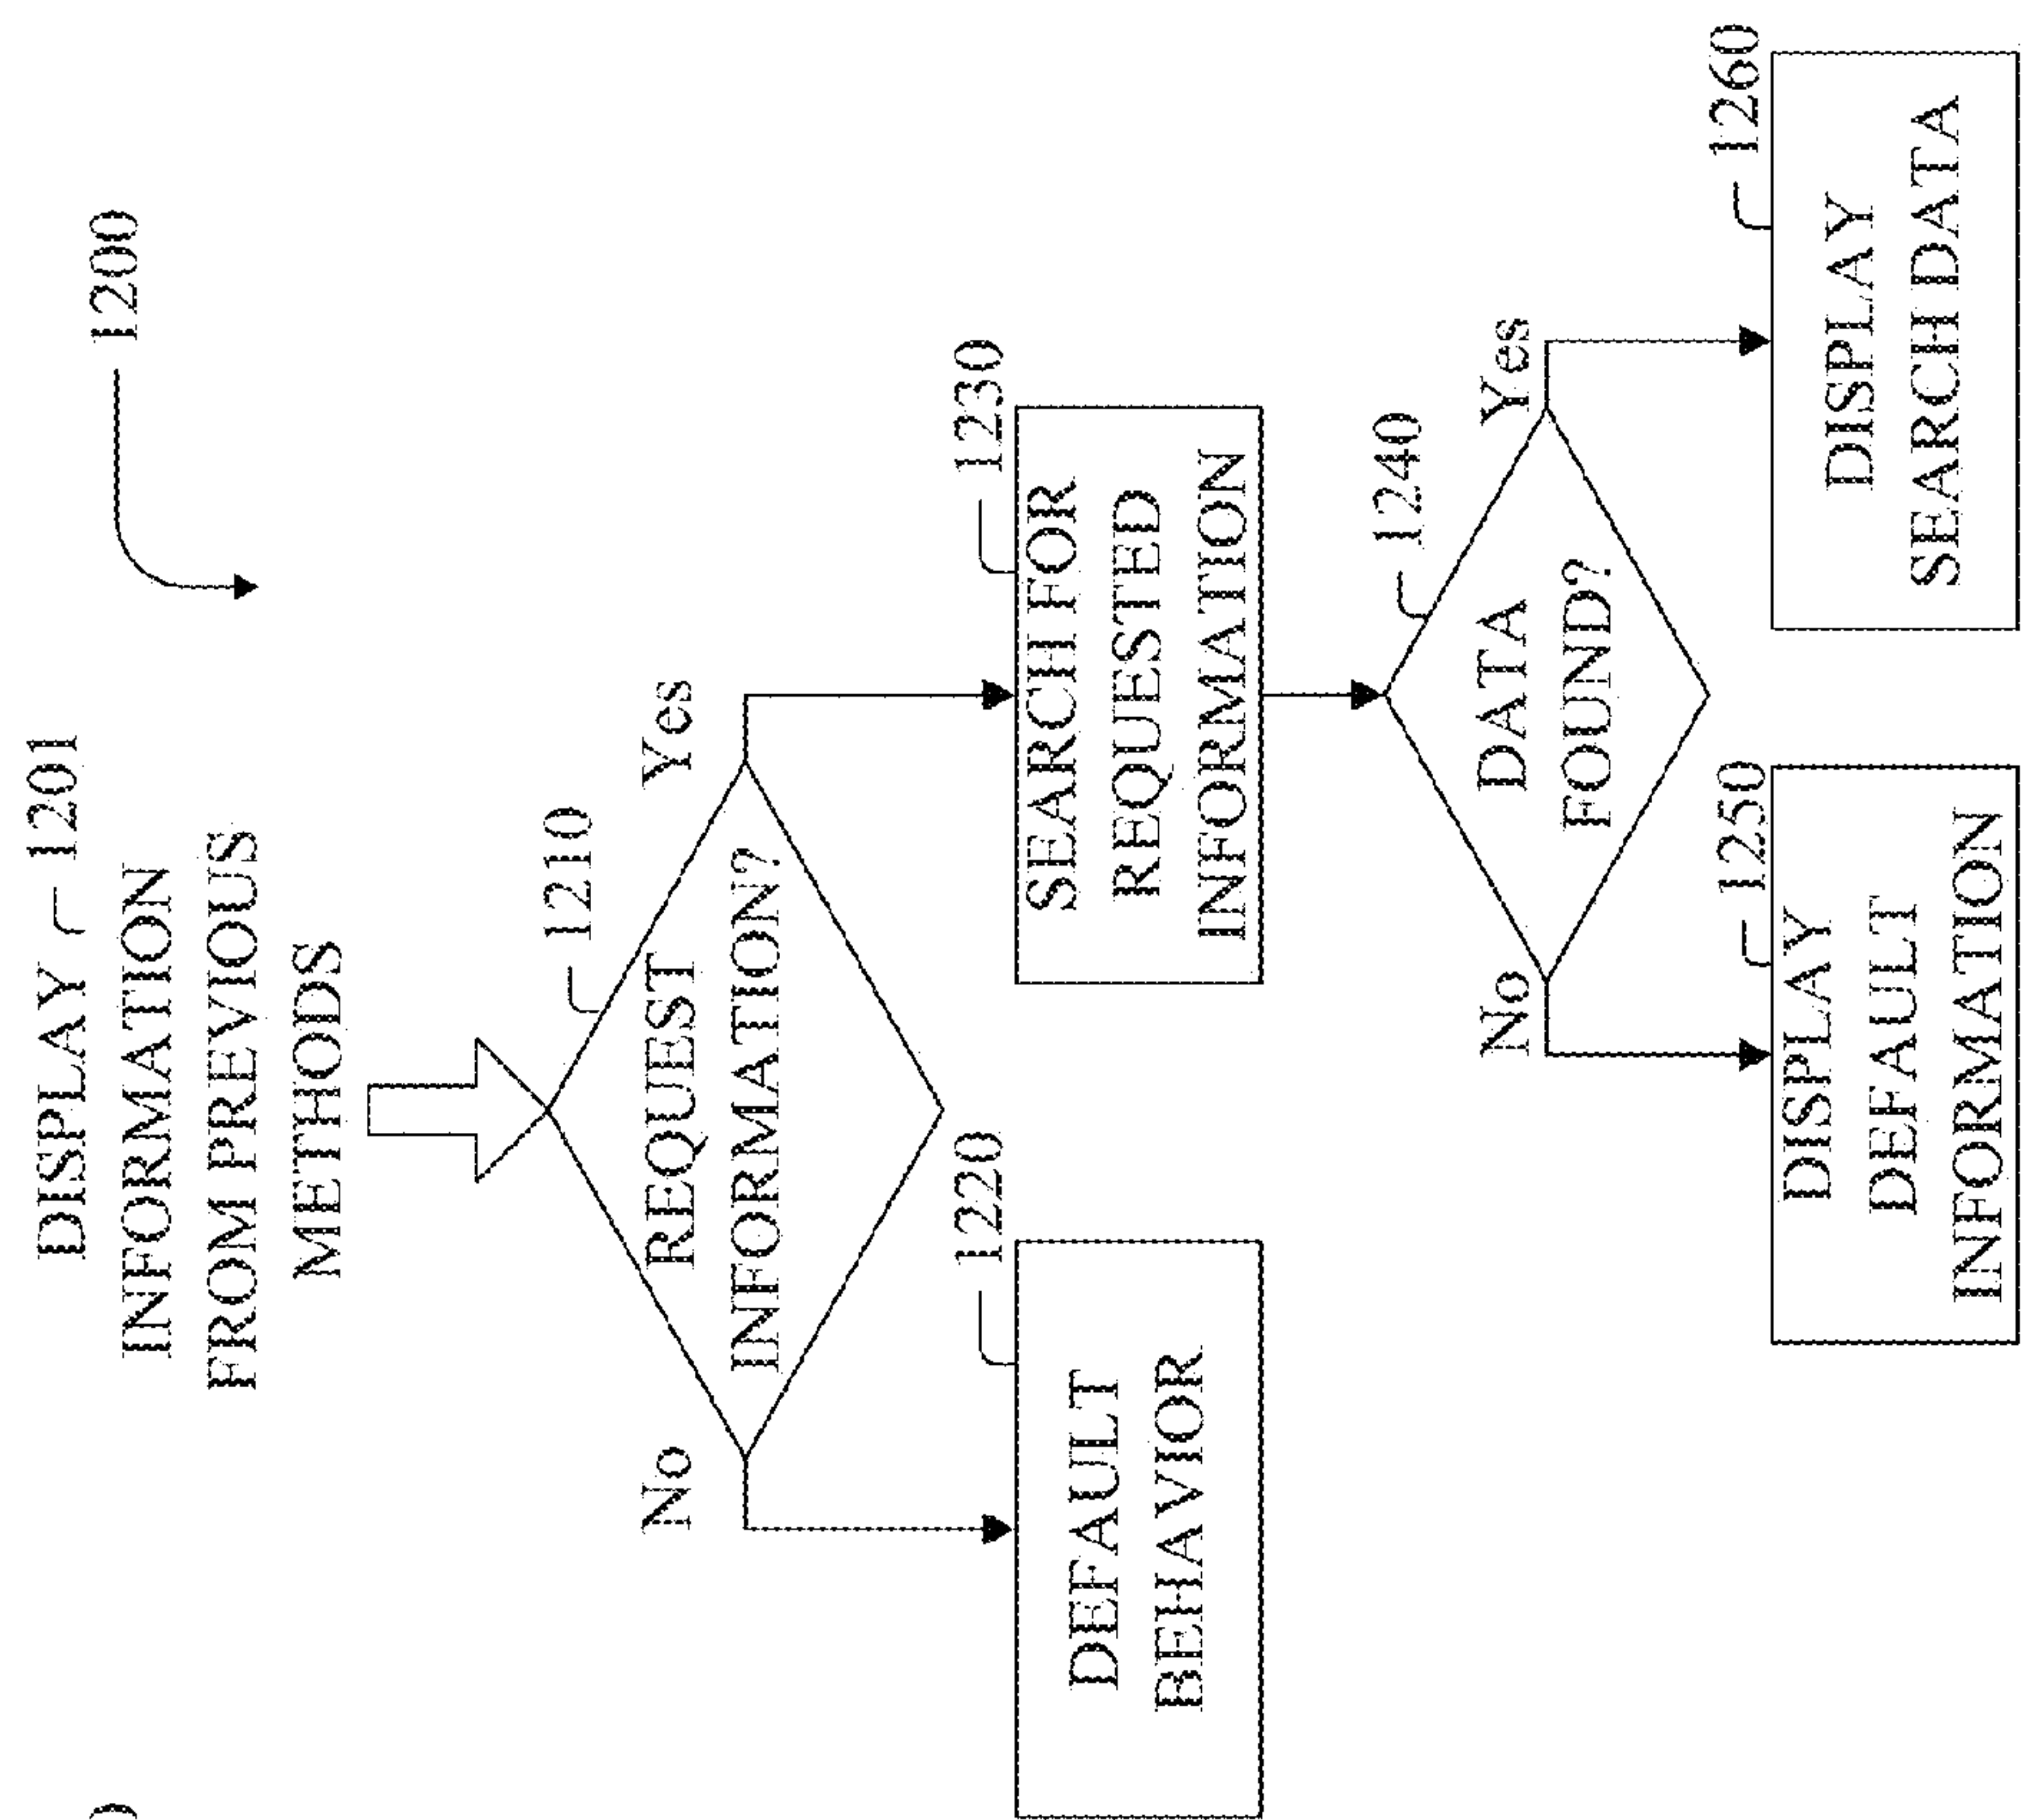 1200
DISPLAY 1201
INFORMATION
FROM PREVIOUS
METHODS
1210
REQUEST
INFORMATION?
No
Yes
1220
DEFAULT
BEHAVIOR
1230
SEARCH FOR
REQUESTED
INFORMATION
1240
DATA
FOUND?
No
Yes
1250
DISPLAY
DEFAULT
INFORMATION
1260
DISPLAY
SEARCH DATA
)